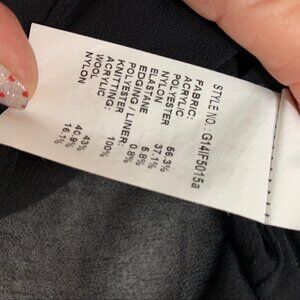 STYLE NO.: G14IF5015a
FABRIC:
ACRYLIC 56.3%
POLYESTER 37.1%
NYLON 5.8%
ELASTANE 0.8%
EDGING / LINER:
POLYESTER 100%
KNITTING:
ACRYLIC 43%
WOOL 40.9%
NYLON 16.1%